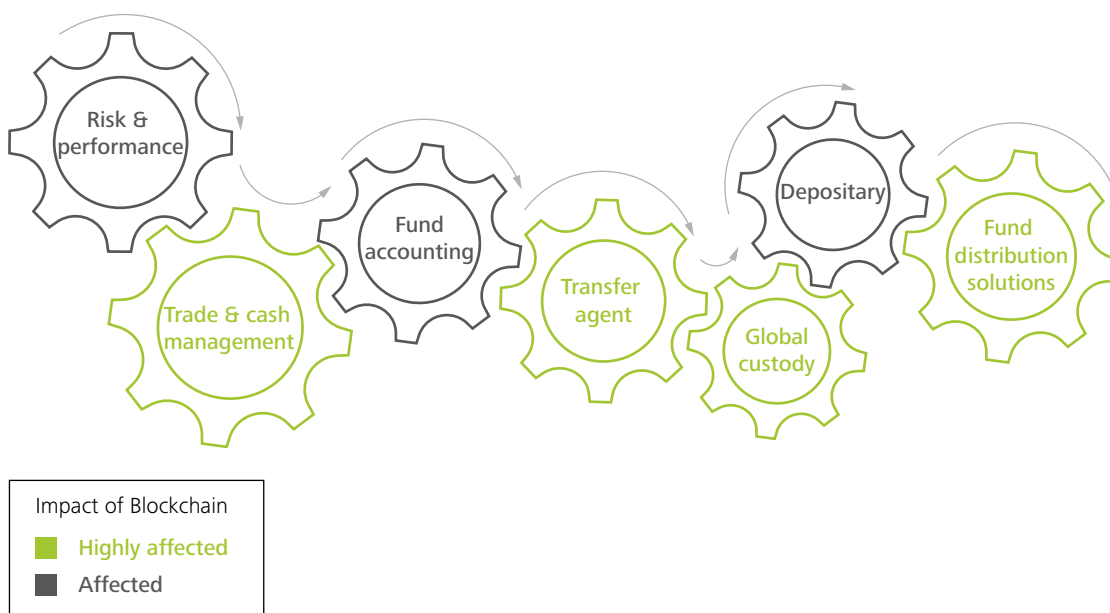 Risk &
performance
Trade & cash
management
Fund
accounting
Transfer
agent
Global
custody
Depositary
Fund
distribution
solutions
Impact of Blockchain
Highly affected
Affected